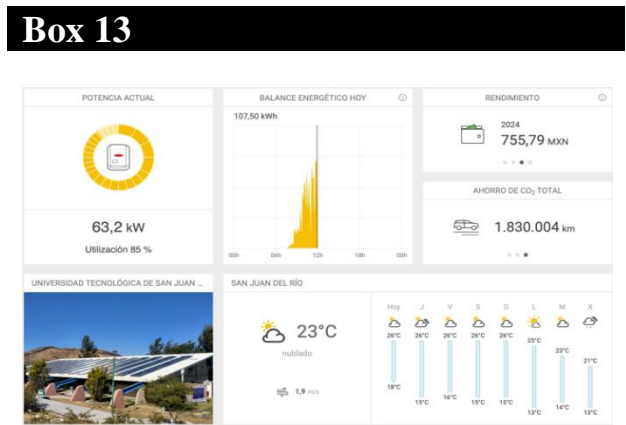 Box 13
POTENCIA ACTUAL
63,2 kW
Utilización 85 %
BALANCE ENERGÉTICO HOY
107,50 kWh
00h 06h 12h 18h 00h
RENDIMIENTO
2024
755,79 MXN
AHORRO DE CO₂ TOTAL
1.830.004 km
UNIVERSIDAD TECNOLÓGICA DE SAN JUAN ...
SAN JUAN DEL RÍO
23°C
nublado
1,9 m/s
Hoy J V S D L M X
26°C 26°C 26°C 26°C 26°C 25°C 23°C 21°C
18°C 15°C 16°C 15°C 15°C 13°C 14°C 13°C